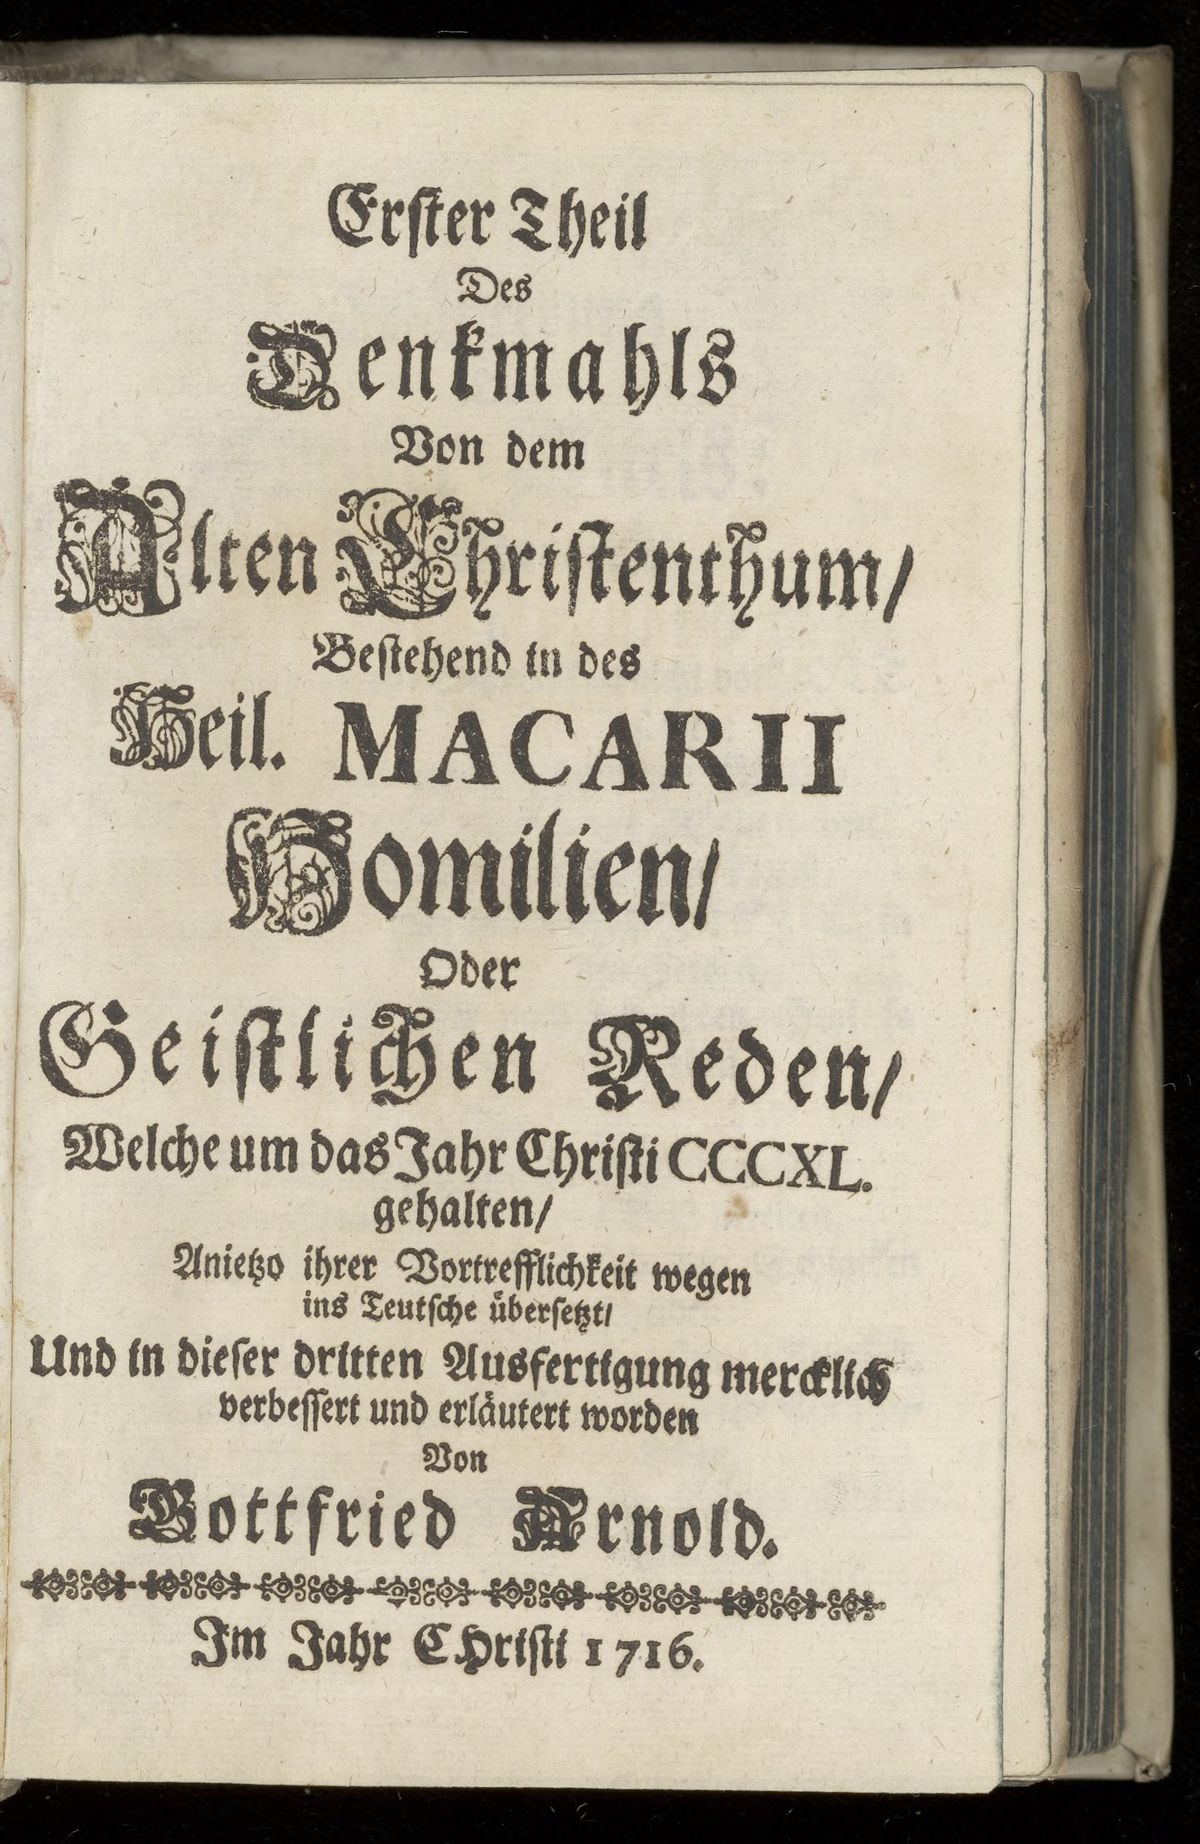 Erster Theil
Des
Denkmahls
Von dem
Alten Christenthum/
Bestehend in des
Heil. MACARII
Homilien/
Oder
Geistlichen Reden/
Welche um das Jahr Christi CCCXL.
gehalten/
Anietzo ihrer Vortrefflichkeit wegen
ins Teutsche übersetzt/
Und in dieser dritten Ausfertigung mercklich
verbessert und erläutert worden
Von
Gottfried Arnold.
Im Jahr CHristi 1716.